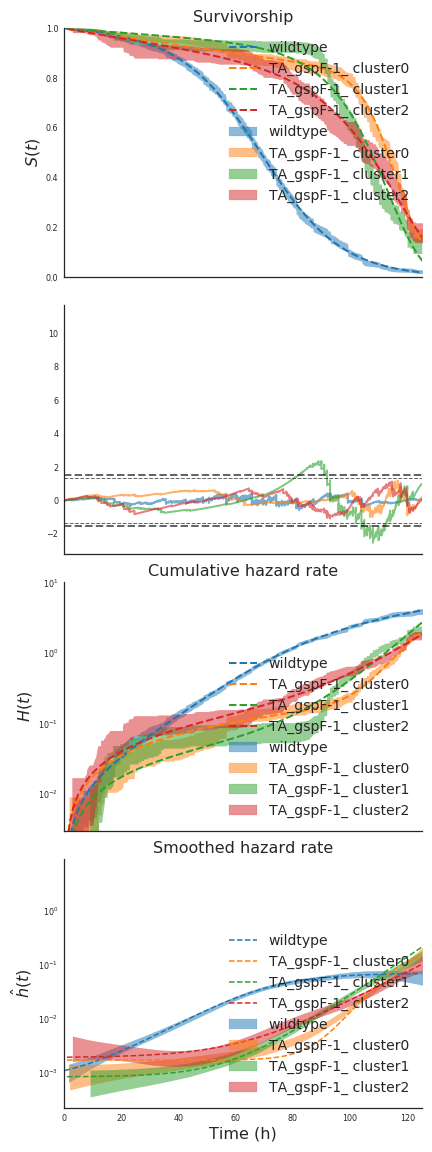 Survivorship
1.0
0.8
0.6
0.4
0.2
0.0
S(t)
wildtype
TA_gspF-1_ cluster0
TA_gspF-1_ cluster1
TA_gspF-1_ cluster2
wildtype
TA_gspF-1_ cluster0
TA_gspF-1_ cluster1
TA_gspF-1_ cluster2
10
8
6
4
2
0
−2
Cumulative hazard rate
10¹
10⁰
10⁻¹
10⁻²
H(t)
wildtype
TA_gspF-1_ cluster0
TA_gspF-1_ cluster1
TA_gspF-1_ cluster2
wildtype
TA_gspF-1_ cluster0
TA_gspF-1_ cluster1
TA_gspF-1_ cluster2
Smoothed hazard rate
10⁰
10⁻¹
10⁻²
10⁻³
ĥ(t)
wildtype
TA_gspF-1_ cluster0
TA_gspF-1_ cluster1
TA_gspF-1_ cluster2
wildtype
TA_gspF-1_ cluster0
TA_gspF-1_ cluster1
TA_gspF-1_ cluster2
0 20 40 60 80 100 120
Time (h)